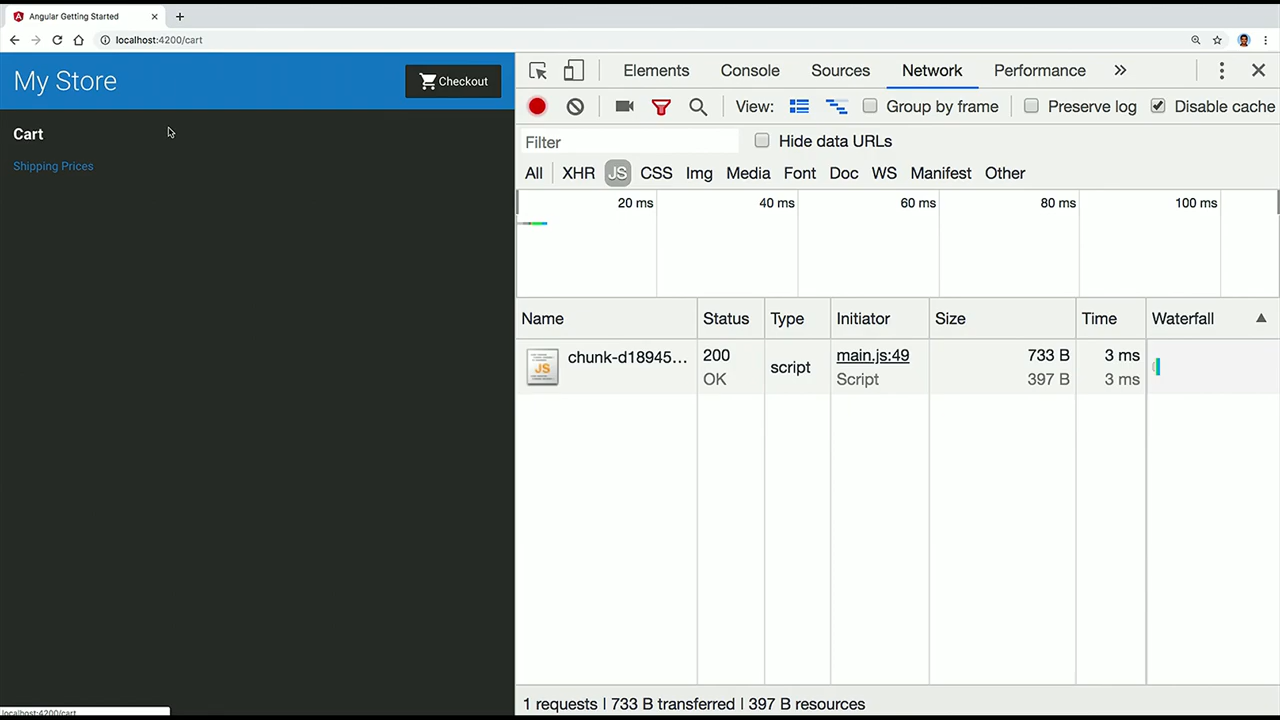 Angular Getting Started
localhost:4200/cart
My Store
Checkout
Cart
Shipping Prices
localhost:4200/cart
Elements Console Sources Network Performance »
View: Group by frame Preserve log Disable cache
Filter Hide data URLs
All XHR JS CSS Img Media Font Doc WS Manifest Other
20 ms 40 ms 60 ms 80 ms 100 ms
Name Status Type Initiator Size Time Waterfall
JS chunk-d18945... 200 script main.js:49 733 B 3 ms
OK Script 397 B 3 ms
1 requests | 733 B transferred | 397 B resources